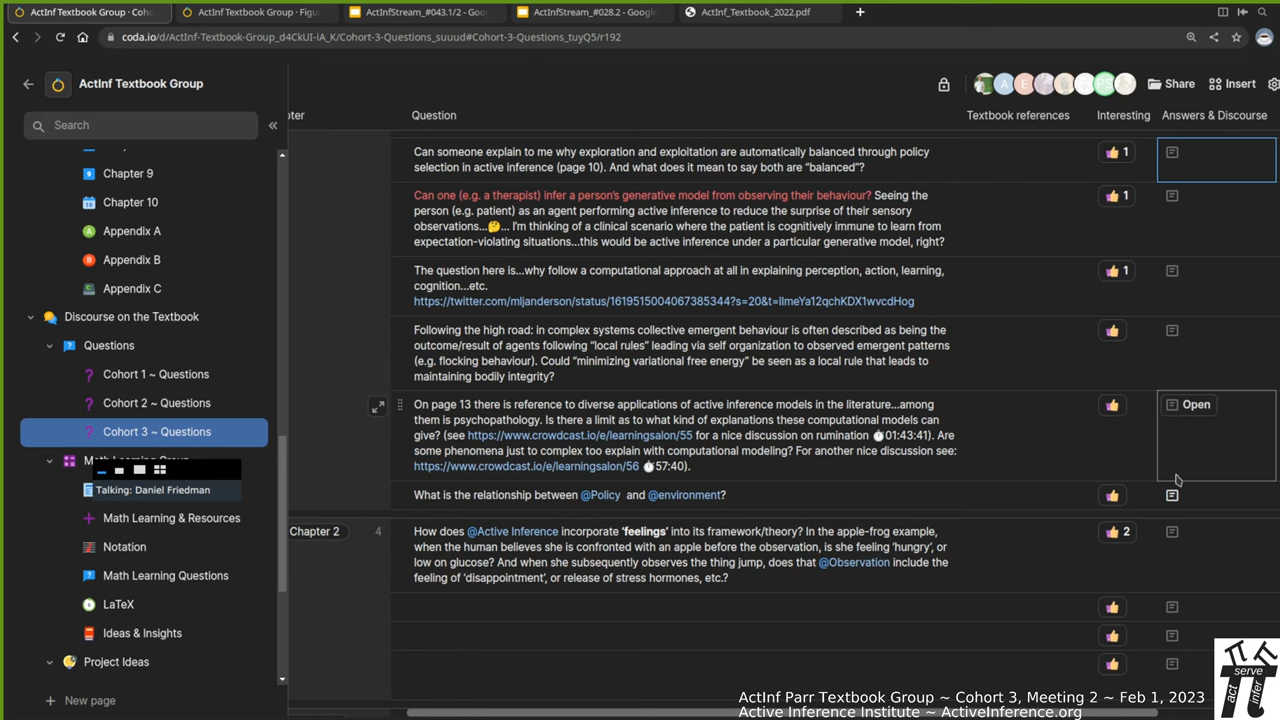 ActInf Textbook Group · Coh
ActInf Textbook Group · Figu
ActInfStream_#043.1/2 - Goo
ActInfStream_#028.2 - Google
ActInf_Textbook_2022.pdf
coda.io/d/ActInf-Textbook-Group_d4CkUI-iA_K/Cohort-3-Questions_suuud#Cohort-3-Questions_tuyQ5/r192
ActInf Textbook Group
Share
Insert
Search
Chapter 9
Chapter 10
Appendix A
Appendix B
Appendix C
Discourse on the Textbook
Questions
Cohort 1 ~ Questions
Cohort 2 ~ Questions
Cohort 3 ~ Questions
Talking: Daniel Friedman
Math Learning & Resources
Notation
Math Learning Questions
LaTeX
Ideas & Insights
Project Ideas
New page
oter
Question
Textbook references
Interesting
Answers & Discourse
Can someone explain to me why exploration and exploitation are automatically balanced through policy
selection in active inference (page 10). And what does it mean to say both are “balanced”?
1
Can one (e.g. a therapist) infer a person's generative model from observing their behaviour? Seeing the
person (e.g. patient) as an agent performing active inference to reduce the surprise of their sensory
observations...🤔... I'm thinking of a clinical scenario where the patient is cognitively immune to learn from
expectation-violating situations...this would be active inference under a particular generative model, right?
1
The question here is...why follow a computational approach at all in explaining perception, action, learning,
cognition...etc.
https://twitter.com/mljanderson/status/1619515004067385344?s=20&t=IlmeYa12qchKDX1wvcdHog
1
Following the high road: in complex systems collective emergent behaviour is often described as being the
outcome/result of agents following “local rules” leading via self organization to observed emergent patterns
(e.g. flocking behaviour). Could “minimizing variational free energy” be seen as a local rule that leads to
maintaining bodily integrity?
On page 13 there is reference to diverse applications of active inference models in the literature...among
them is psychopathology. Is there a limit as to what kind of explanations these computational models can
give? (see https://www.crowdcast.io/e/learningsalon/55 for a nice discussion on rumination ⏱01:43:41). Are
some phenomena just to complex too explain with computational modeling? For another nice discussion see:
https://www.crowdcast.io/e/learningsalon/56 ⏱57:40).
Open
What is the relationship between @Policy and @environment?
Chapter 2
4
How does @Active Inference incorporate ‘feelings’ into its framework/theory? In the apple-frog example,
when the human believes she is confronted with an apple before the observation, is she feeling ‘hungry’, or
low on glucose? And when she subsequently observes the thing jump, does that @Observation include the
feeling of ‘disappointment’, or release of stress hormones, etc.?
2
act
serve
infer
ActInf Parr Textbook Group ~ Cohort 3, Meeting 2 ~ Feb 1, 2023
Active Inference Institute ~ ActiveInference.org